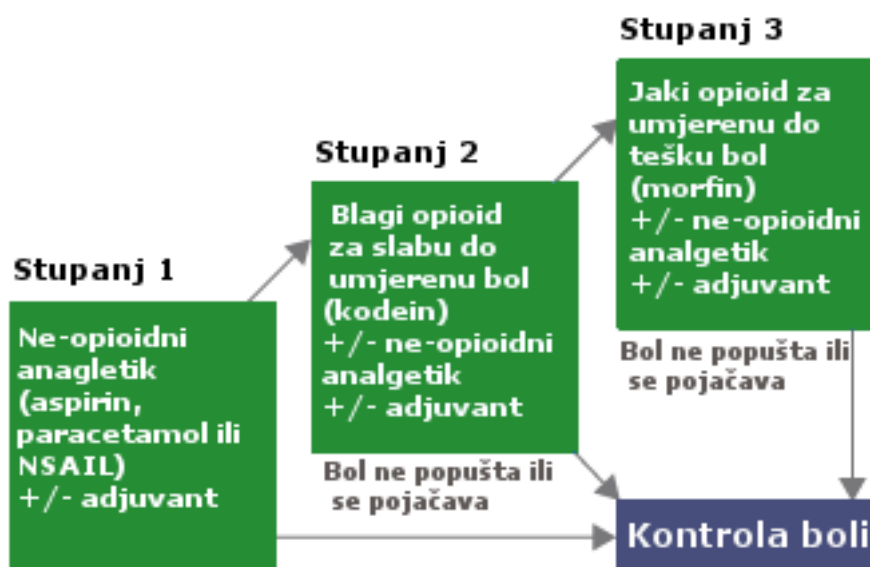 Stupanj 1
Ne-opioidni
anagletik
(aspirin,
paracetamol ili
NSAIL)
+/- adjuvant
Stupanj 2
Blagi opioid
za slabu do
umjerenu bol
(kodein)
+/- ne-opioidni
analgetik
+/- adjuvant
Bol ne popušta ili
se pojačava
Stupanj 3
Jaki opioid za
umjerenu do
tešku bol
(morfin)
+/- ne-opioidni
analgetik
+/- adjuvant
Bol ne popušta ili
se pojačava
Kontrola boli